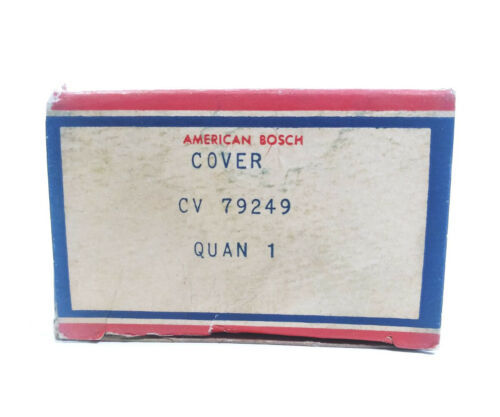 AMERICAN BOSCH
COVER
CV 79249
QUAN 1